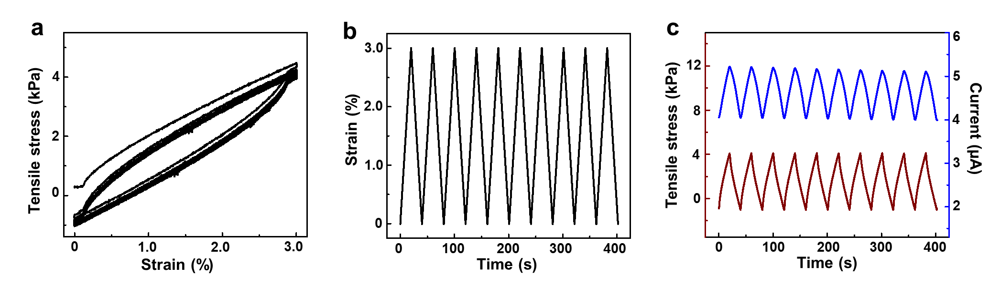 a
Tensile stress (kPa)
4
2
0
0 1.0 2.0 3.0
Strain (%)
b
Strain (%)
3.0
2.0
1.0
0
0 100 200 300 400
Time (s)
c
Tensile stress (kPa)
12
8
4
0
0 100 200 300 400
Time (s)
6
5
4
3
2
Current (μA)